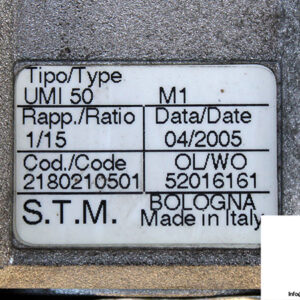 Tipo/Type
UMI 50 M1
Rapp./Ratio Data/Date
1/15 04/2005
Cod./Code OL/WO
2180210501 52016161
S.T.M. BOLOGNA
Made in Italy